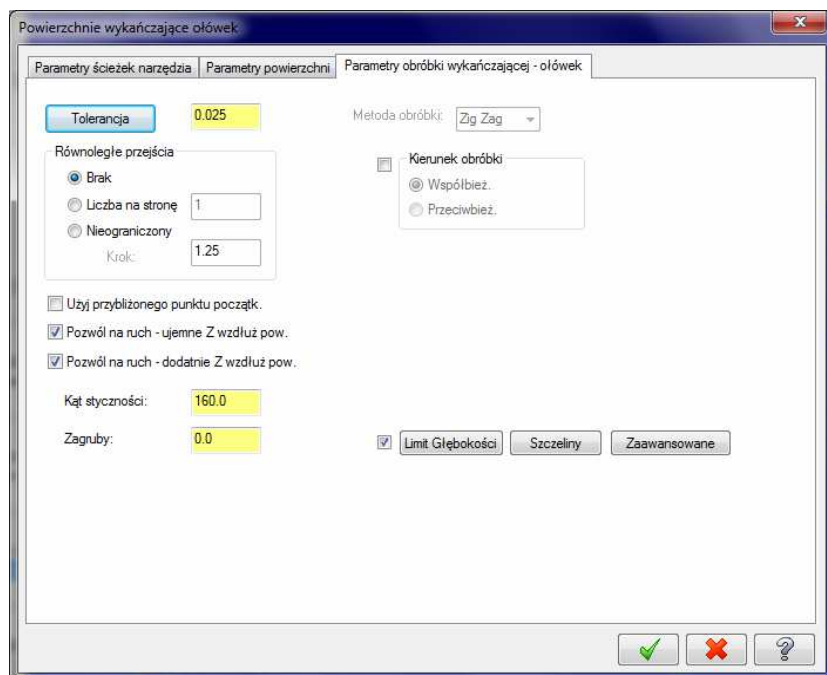 Powierzchnie wykańczające ołówek
Parametry ścieżek narzędzia
Parametry powierzchni
Parametry obróbki wykańczającej - ołówek
Tolerancja
0.025
Metoda obróbki:
Zig Zag
Równoległe przejścia
Brak
Liczba na stronę
1
Nieograniczony
Krok:
1.25
Kierunek obróbki
Współbież.
Przeciwbież.
Użyj przybliżonego punktu początk.
Pozwól na ruch - ujemne Z wzdłuż pow.
Pozwól na ruch - dodatnie Z wzdłuż pow.
Kąt styczności:
160.0
Zagruby:
0.0
Limit Głębokości
Szczeliny
Zaawansowane